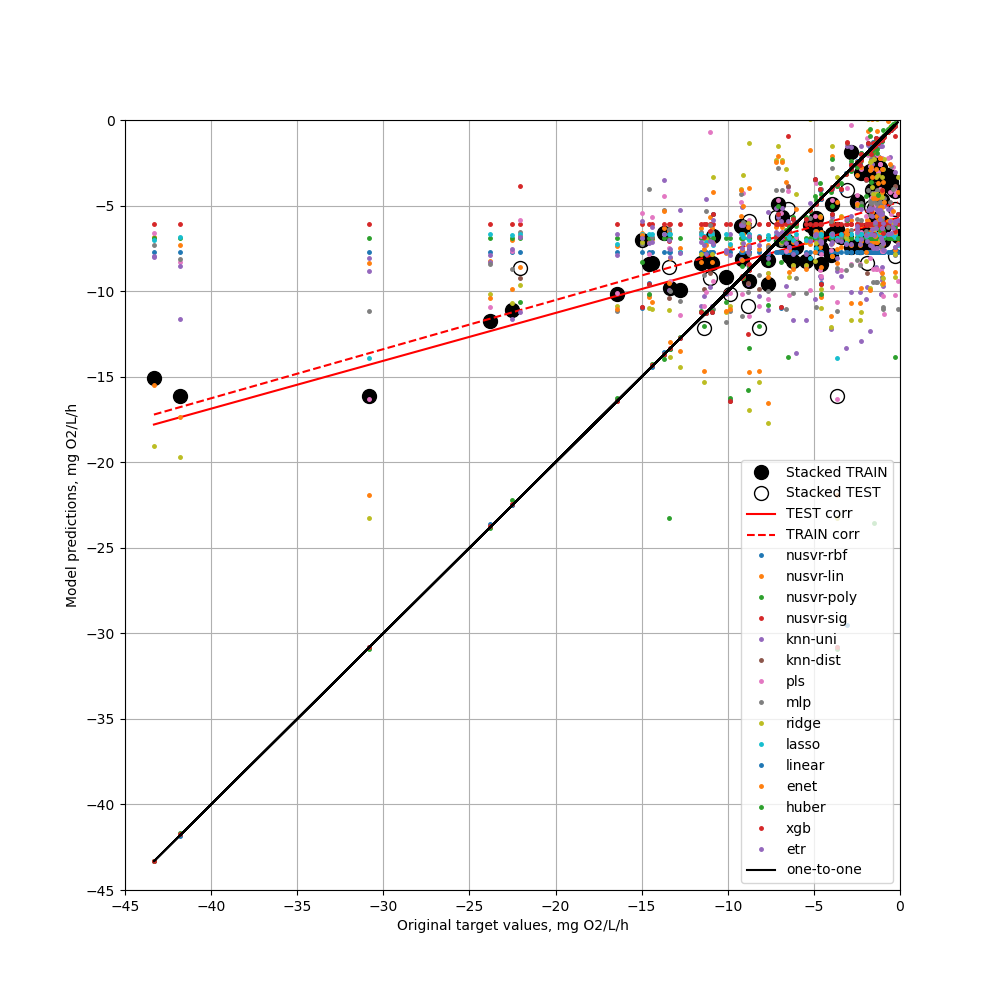 0
−5
−10
−15
−20
−25
−30
−35
−40
−45
−45 −40 −35 −30 −25 −20 −15 −10 −5 0
Model predictions, mg O2/L/h
Original target values, mg O2/L/h
Stacked TRAIN
Stacked TEST
TEST corr
TRAIN corr
nusvr-rbf
nusvr-lin
nusvr-poly
nusvr-sig
knn-uni
knn-dist
pls
mlp
ridge
lasso
linear
enet
huber
xgb
etr
one-to-one